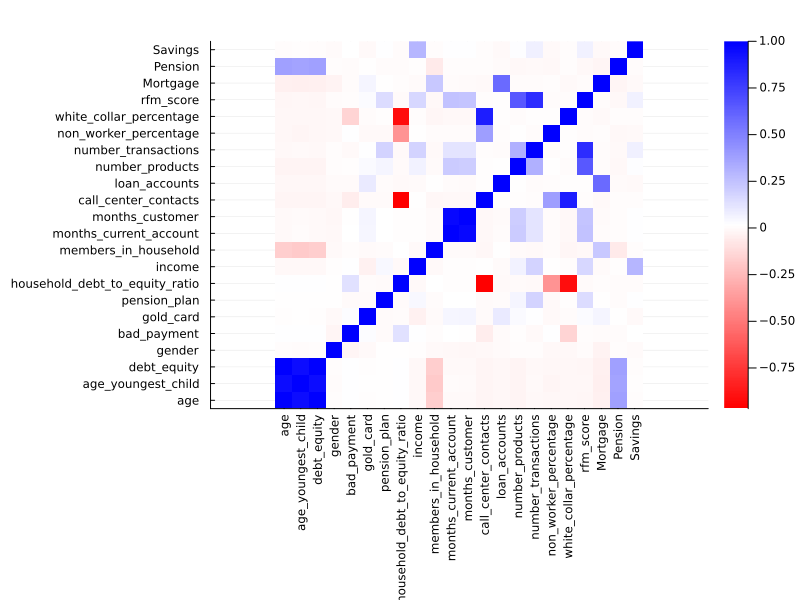 Savings
Pension
Mortgage
rfm_score
white_collar_percentage
non_worker_percentage
number_transactions
number_products
loan_accounts
call_center_contacts
months_customer
months_current_account
members_in_household
income
household_debt_to_equity_ratio
pension_plan
gold_card
bad_payment
gender
debt_equity
age_youngest_child
age
age
age_youngest_child
debt_equity
gender
bad_payment
gold_card
pension_plan
household_debt_to_equity_ratio
income
members_in_household
months_current_account
months_customer
call_center_contacts
loan_accounts
number_products
number_transactions
non_worker_percentage
white_collar_percentage
rfm_score
Mortgage
Pension
Savings
1.00
0.75
0.50
0.25
0
−0.25
−0.50
−0.75